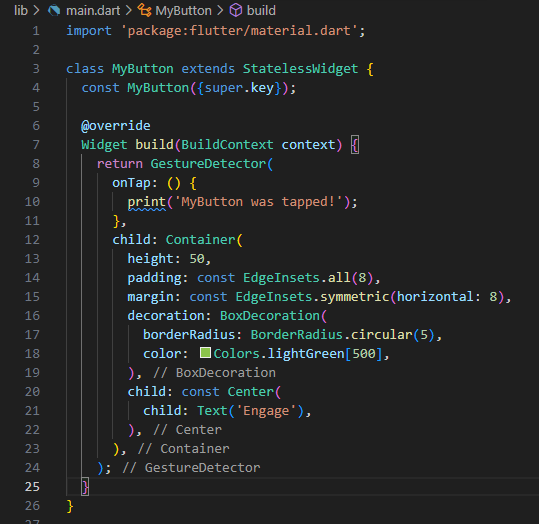 lib > main.dart > MyButton > build
1 import 'package:flutter/material.dart';
2
3 class MyButton extends StatelessWidget {
4   const MyButton({super.key});
5
6   @override
7   Widget build(BuildContext context) {
8     return GestureDetector(
9       onTap: () {
10         print('MyButton was tapped!');
11       },
12       child: Container(
13         height: 50,
14         padding: const EdgeInsets.all(8),
15         margin: const EdgeInsets.symmetric(horizontal: 8),
16         decoration: BoxDecoration(
17           borderRadius: BorderRadius.circular(5),
18           color: Colors.lightGreen[500],
19         ), // BoxDecoration
20         child: const Center(
21           child: Text('Engage'),
22         ), // Center
23       ), // Container
24     ); // GestureDetector
25   }
26 }
27